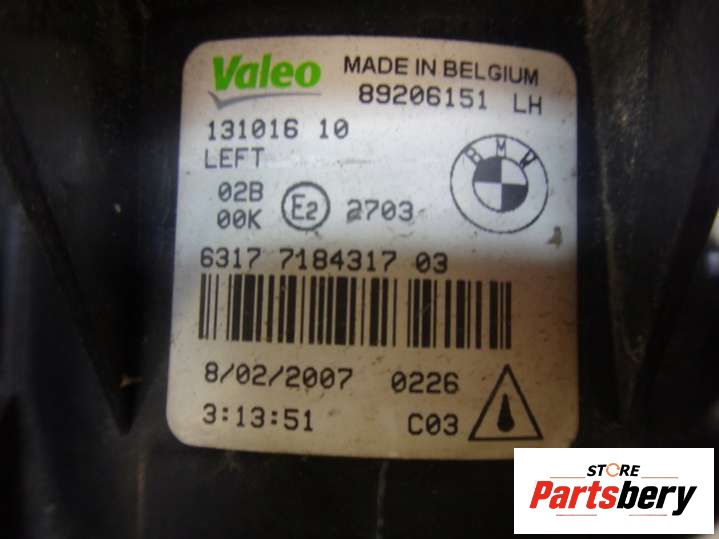 Valeo MADE IN BELGIUM
89206151 LH
131016 10
LEFT
BMW
02B
00K E2 2703
6317 7184317 03
8/02/2007 0226
3:13:51 C03
STORE
Partsbery